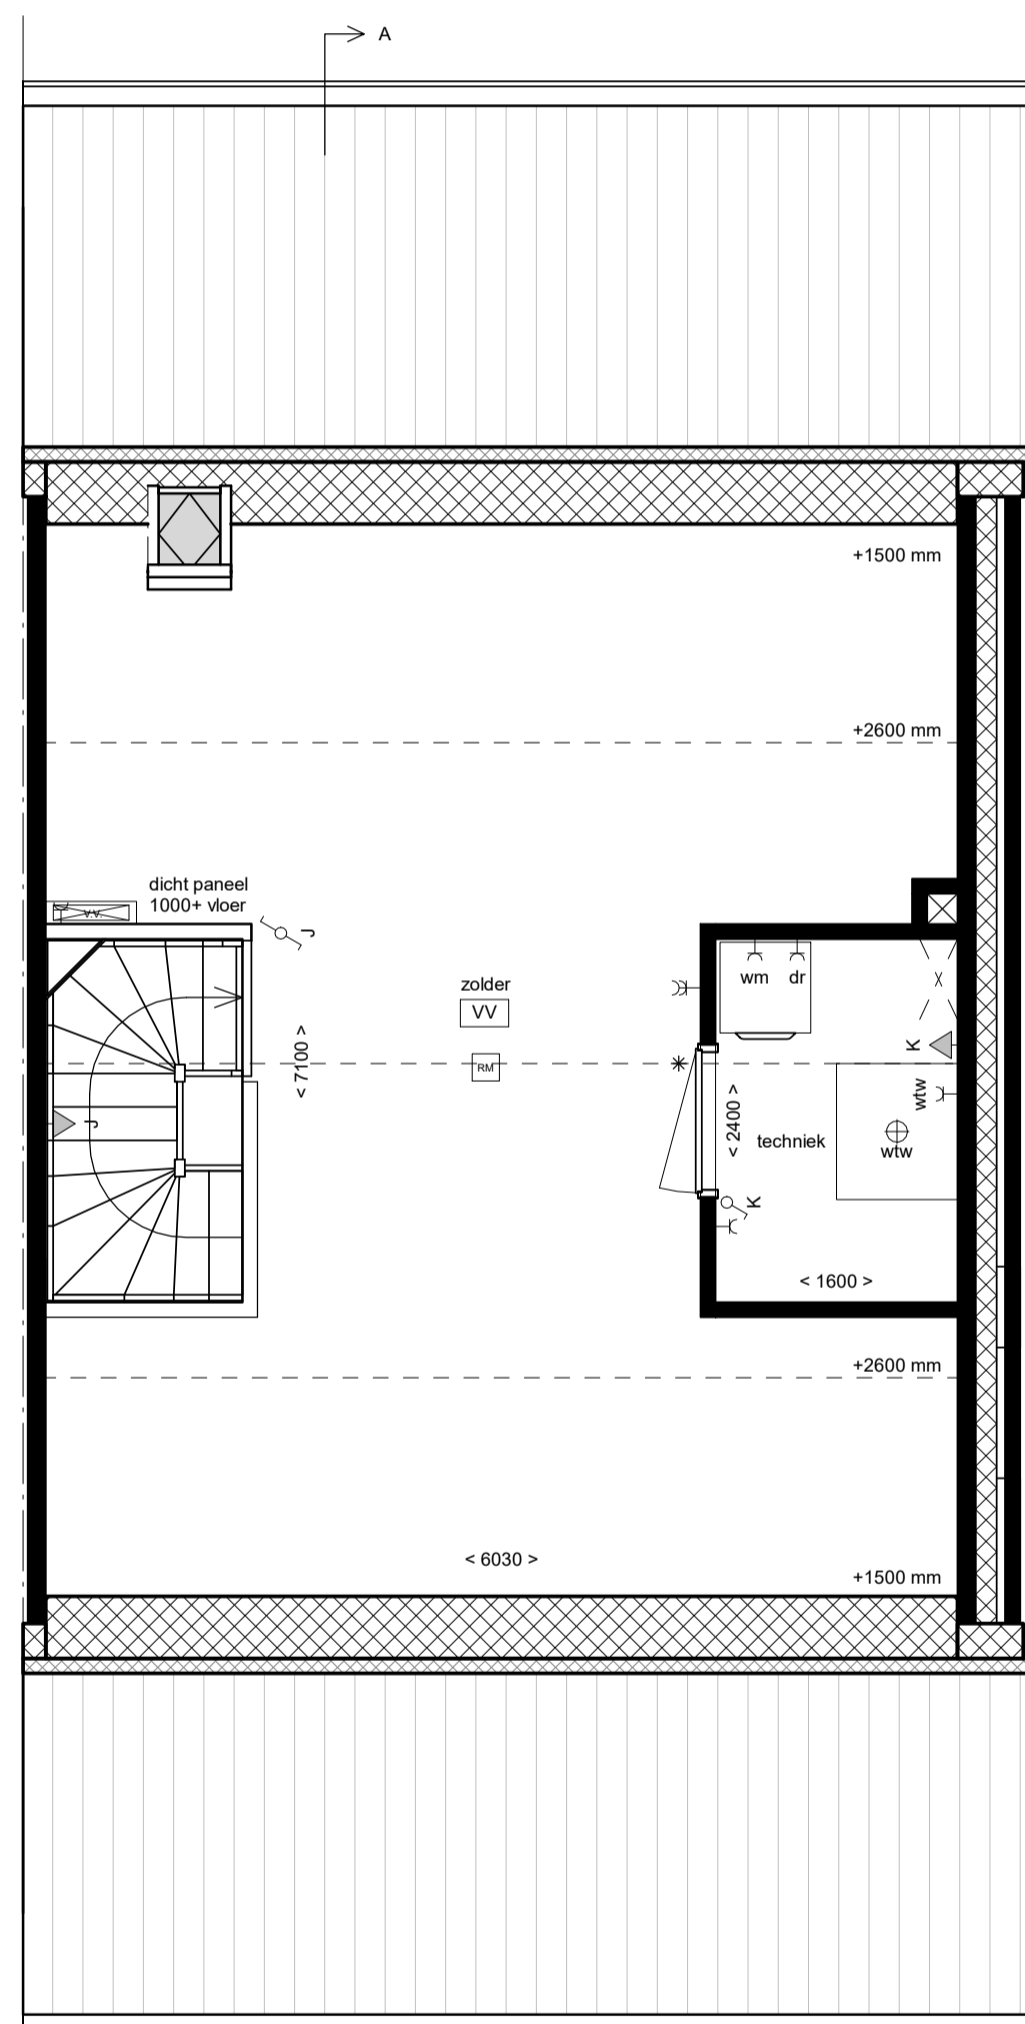 A
+1500 mm
+2600 mm
dicht paneel
1000+ vloer
v.v.
J
zolder
VV
RM
< 7100 >
J
wm
dr
K
wtw
wtw
< 2400 >
techniek
K
< 1600 >
+2600 mm
< 6030 >
+1500 mm